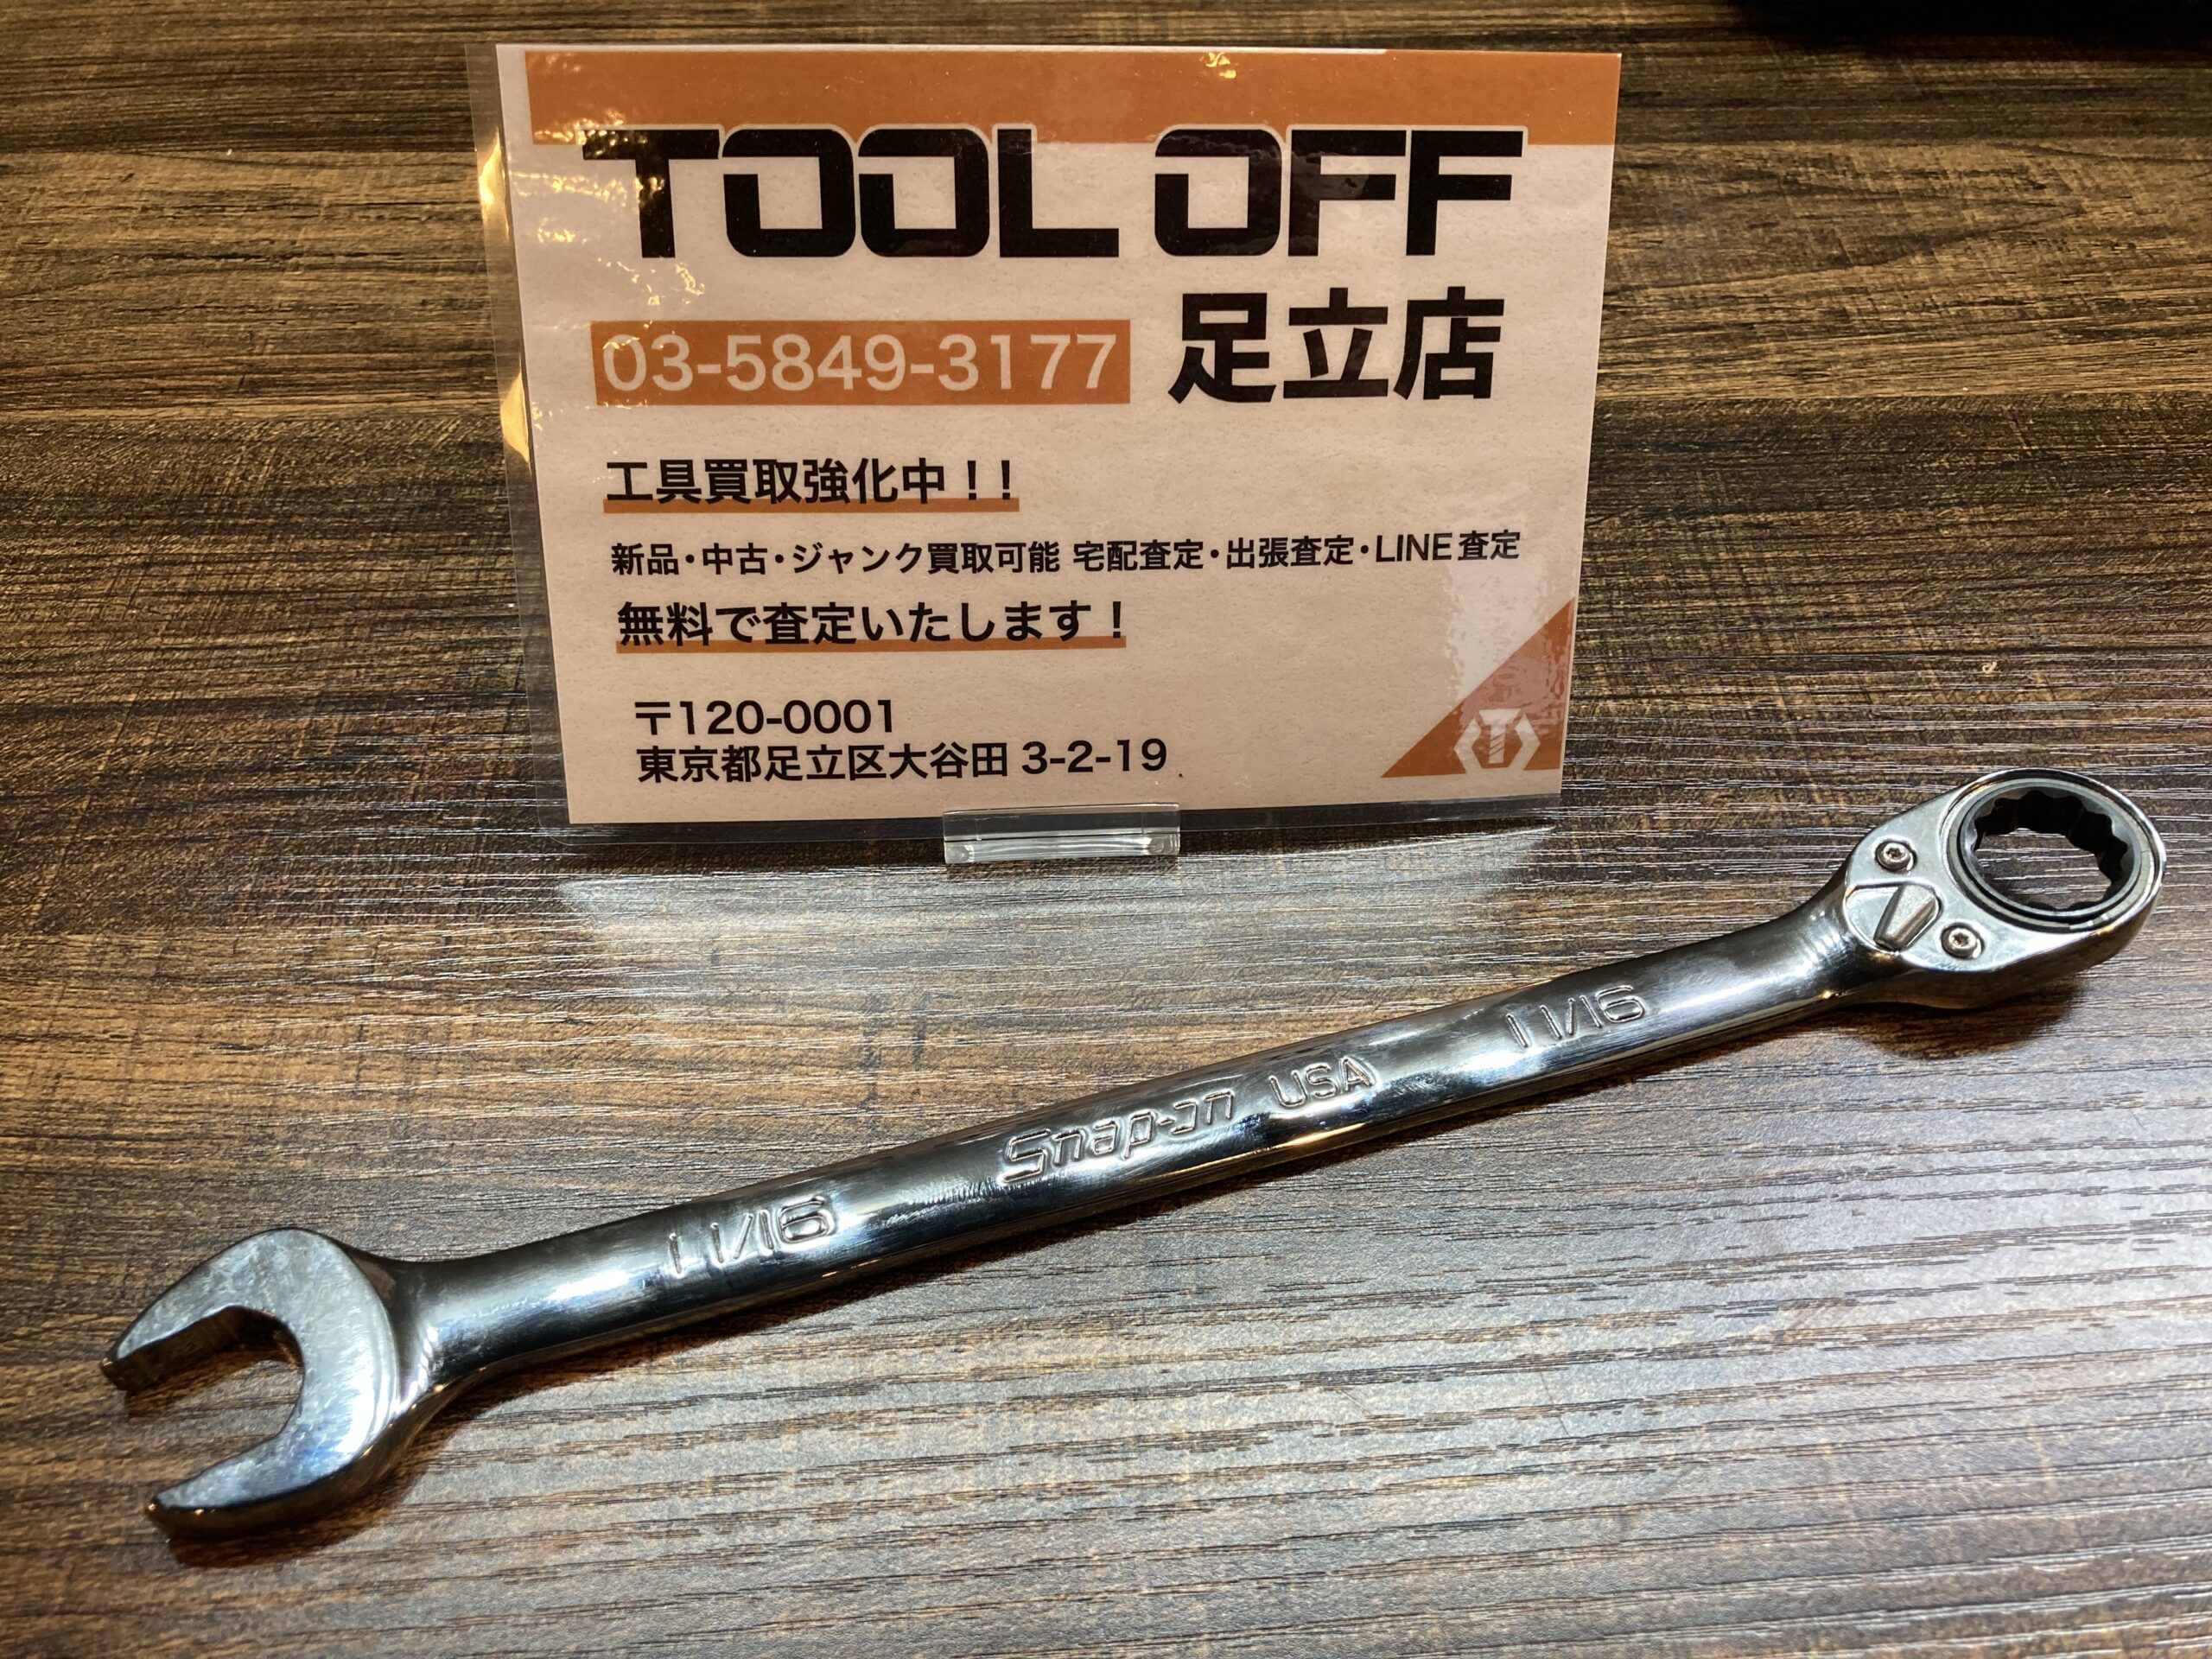 TOOL OFF
03-5849-3177 足立店
工具買取強化中！！
新品・中古・ジャンク買取可能 宅配査定・出張査定・LINE査定
無料で査定いたします！
〒120-0001
東京都足立区大谷田 3-2-19
1 1/16 Snap-on USA 1 1/16